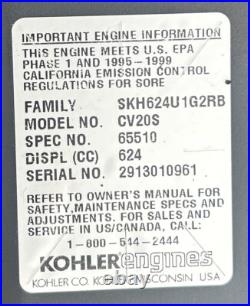 IMPORTANT ENGINE INFORMATION
THIS ENGINE MEETS U.S. EPA
PHASE 1 AND 1995-1999
CALIFORNIA EMISSION CONTROL
REGULATIONS FOR SORE
FAMILY SKH624U1G2RB
MODEL NO. CV20S
SPEC NO. 65510
DISPL (CC) 624
SERIAL NO. 2913010961
REFER TO OWNER'S MANUAL FOR
SAFETY,MAINTENANCE SPECS AND
ADJUSTMENTS. FOR SALES AND
SERVICE IN US/CANADA, CALL:
1-800-544-2444
KOHLER engines
KOHLER CO. WISCONSIN USA